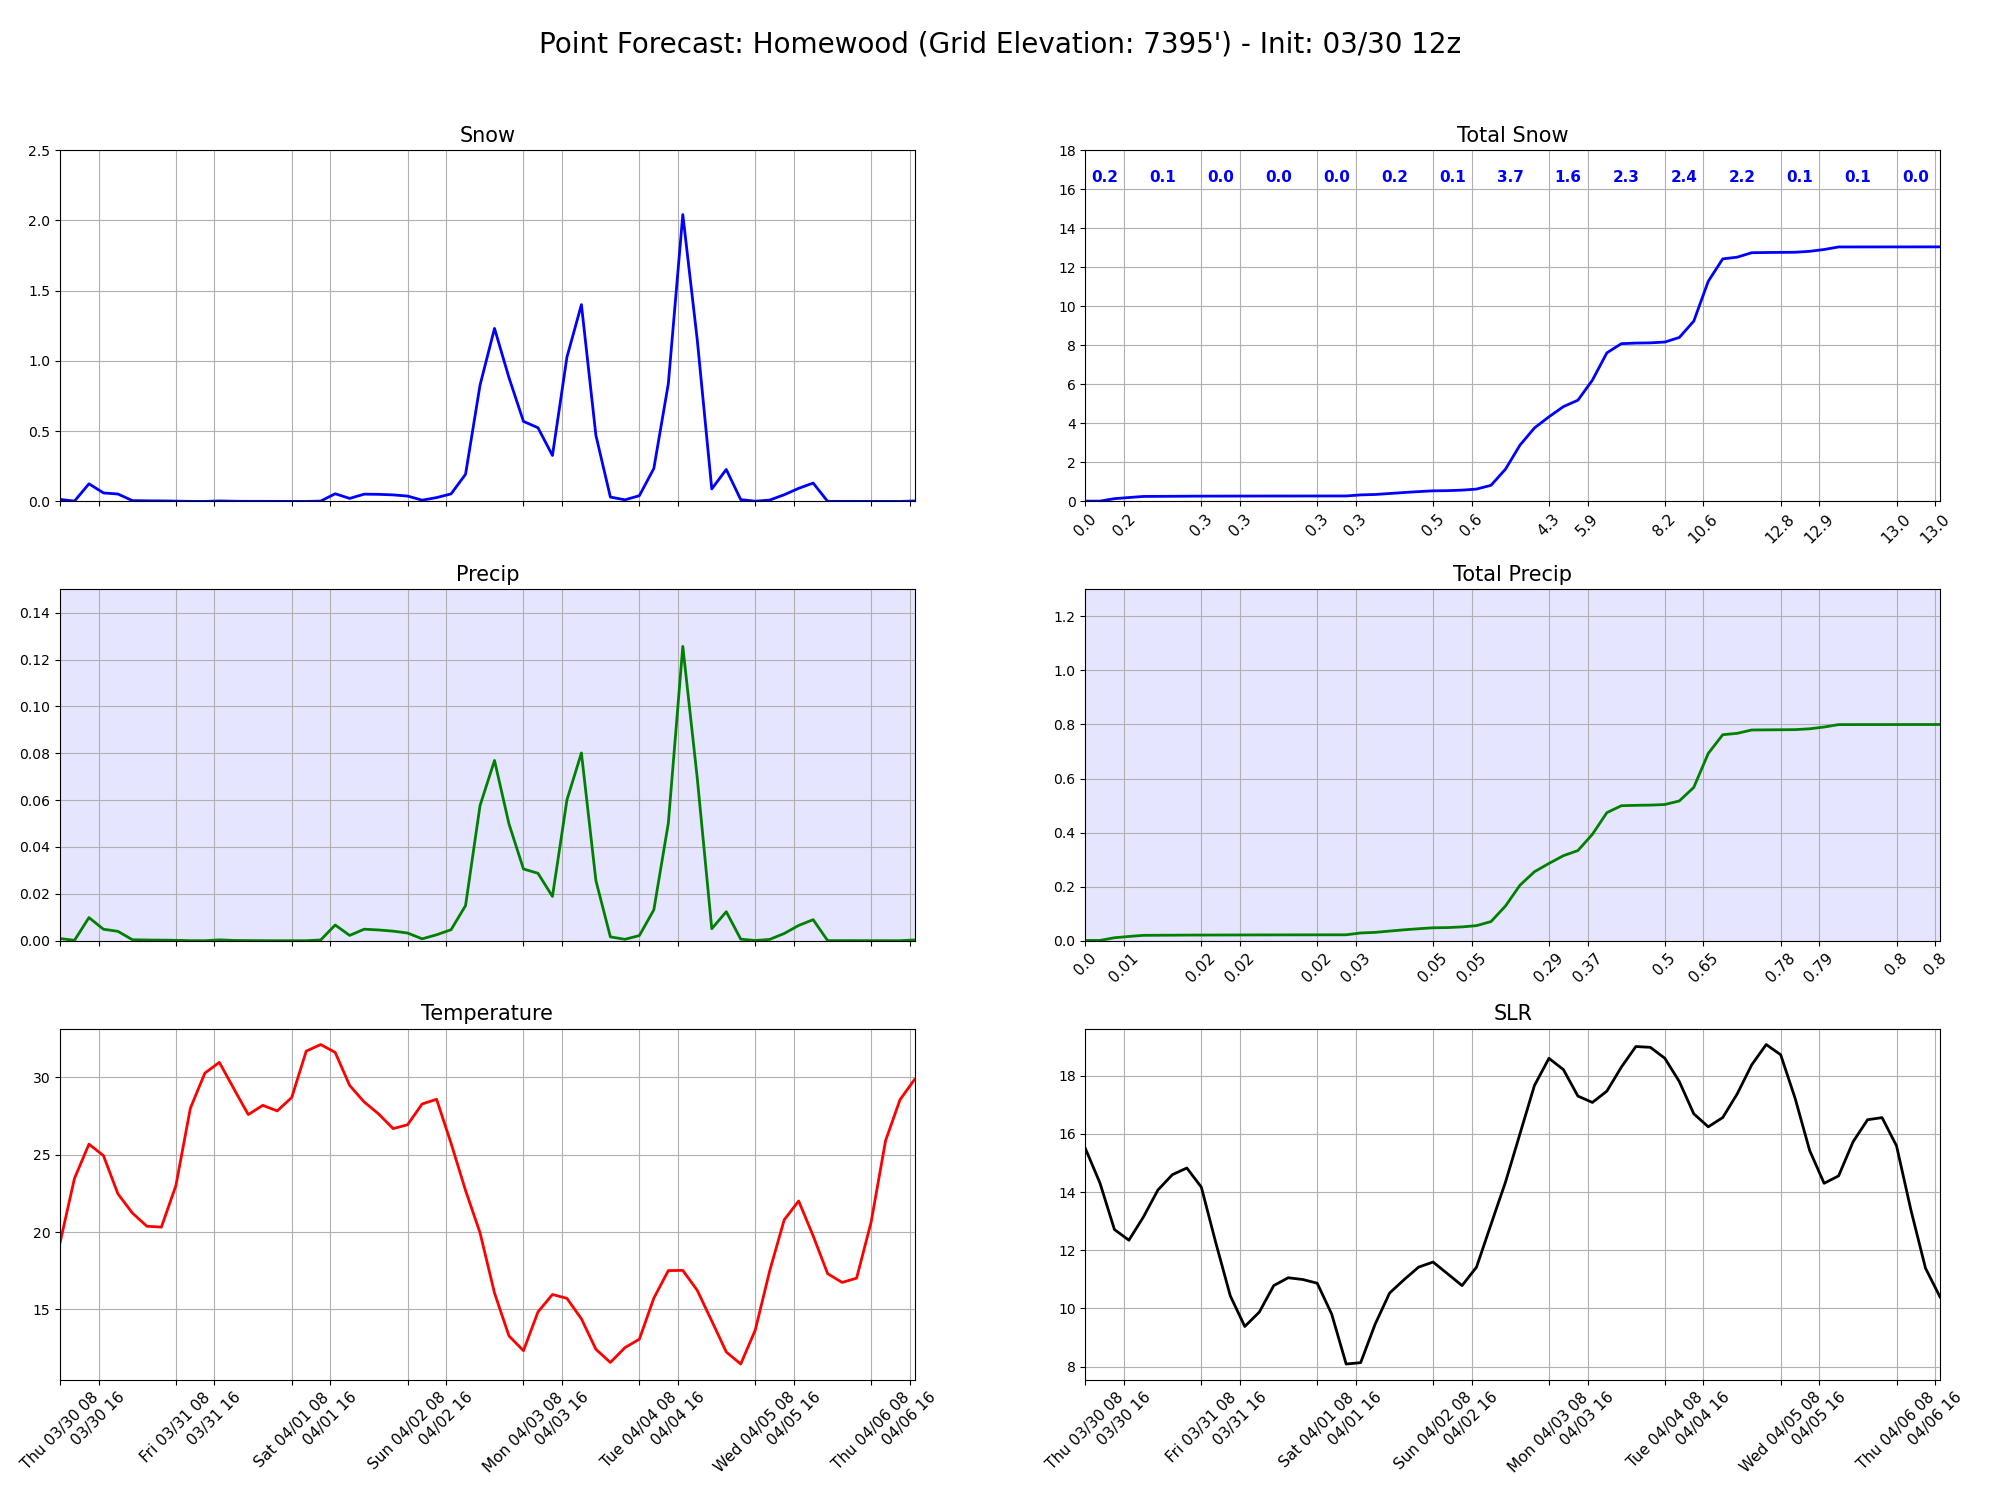 Point Forecast: Homewood (Grid Elevation: 7395') - Init: 03/30 12z
Snow
2.5
2.0
1.5
1.0
0.5
0.0
Total Snow
18
16
14
12
10
8
6
4
2
0
0.2 0.1 0.0 0.0 0.0 0.2 0.1 3.7 1.6 2.3 2.4 2.2 0.1 0.1 0.0
0.0 0.2 0.3 0.3 0.3 0.3 0.5 0.6 4.3 5.9 8.2 10.6 12.8 12.9 13.0 13.0
Precip
0.14
0.12
0.10
0.08
0.06
0.04
0.02
0.00
Total Precip
1.2
1.0
0.8
0.6
0.4
0.2
0.0
0.0 0.01 0.02 0.02 0.02 0.03 0.05 0.05 0.29 0.37 0.5 0.65 0.78 0.79 0.8 0.8
Temperature
30
25
20
15
Thu 03/30 08
03/30 16
Fri 03/31 08
03/31 16
Sat 04/01 08
04/01 16
Sun 04/02 08
04/02 16
Mon 04/03 08
04/03 16
Tue 04/04 08
04/04 16
Wed 04/05 08
04/05 16
Thu 04/06 08
04/06 16
SLR
18
16
14
12
10
8
Thu 03/30 08
03/30 16
Fri 03/31 08
03/31 16
Sat 04/01 08
04/01 16
Sun 04/02 08
04/02 16
Mon 04/03 08
04/03 16
Tue 04/04 08
04/04 16
Wed 04/05 08
04/05 16
Thu 04/06 08
04/06 16